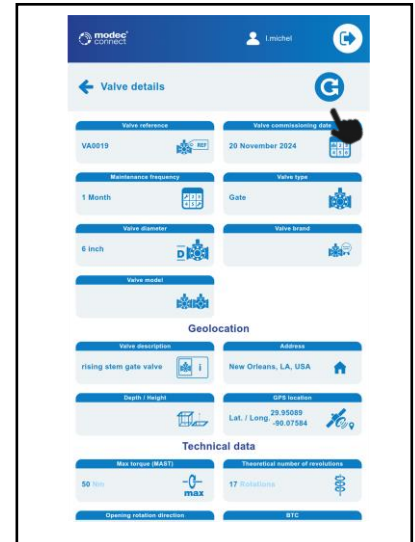 modec
connect
l.michel
Valve details
Valve reference
VA0019
REF
Valve commissioning date
20 November 2024
Maintenance frequency
1 Month
Valve type
Gate
Valve diameter
6 inch
D
Valve brand
Valve model
Geolocation
Valve description
rising stem gate valve
i
Address
New Orleans, LA, USA
Depth / Height
GPS location
Lat. / Long. 29.95089
-90.07584
Technical data
Max torque (MAST)
50 Nm
-0-
max
Theoretical number of revolutions
17 Rotations
Opening rotation direction
BTC